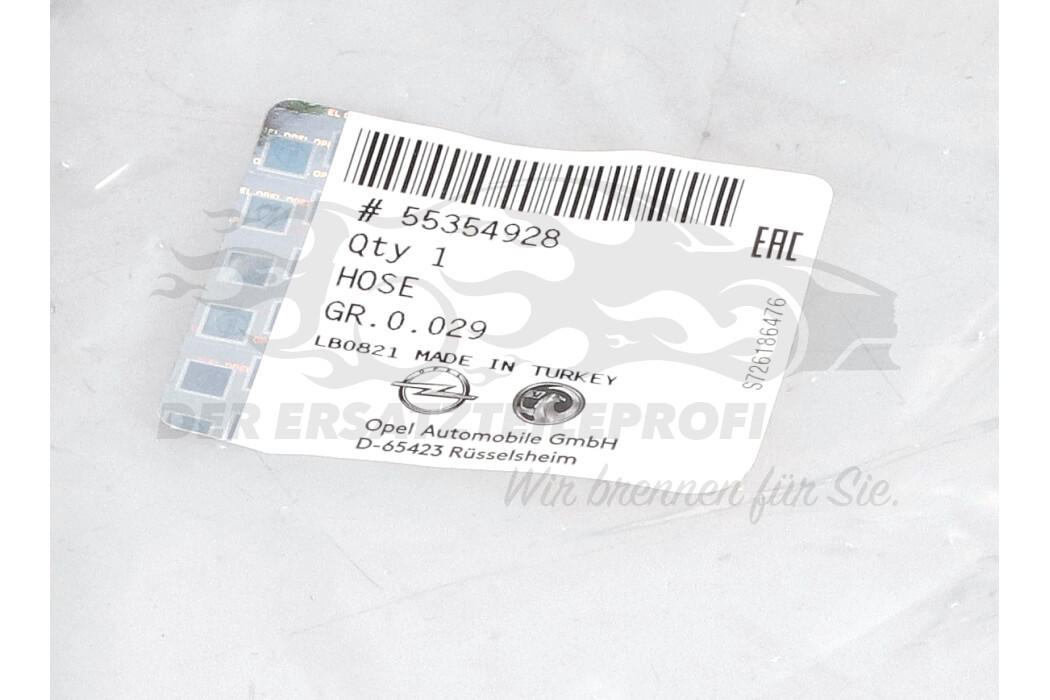 # 55354928
Qty 1
HOSE
GR.0.029
LB0821 MADE IN TURKEY
Opel Automobile GmbH
D-65423 Rüsselsheim
EAC
S726186476
DER ERSATZTEILEPROFI
Wir brennen für Sie.